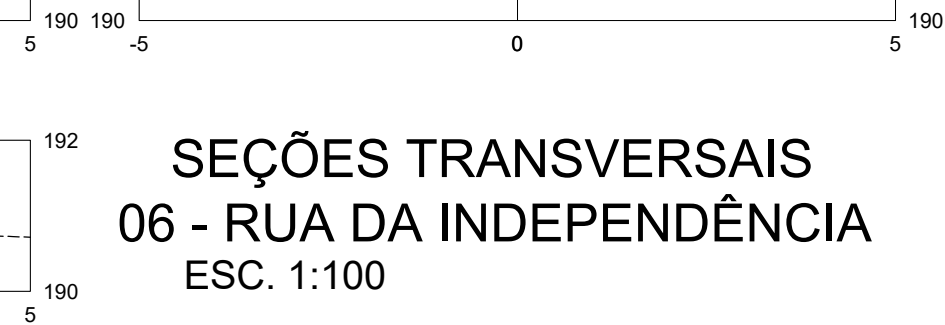 190 190 190
5 -5 0 5
192
SEÇÕES TRANSVERSAIS
06 - RUA DA INDEPENDÊNCIA
ESC. 1:100
190
5